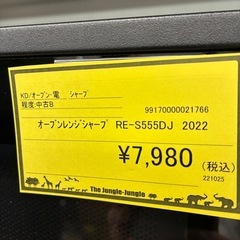 KD/オーブン・電 シャープ
程度:中古B 99170000021766
オーブンレンジシャープ RE-S555DJ 2022
¥7,980(税込)
221025
The Jungle-Jungle